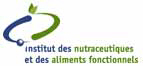 institut des nutraceutiques
et des aliments fonctionnels